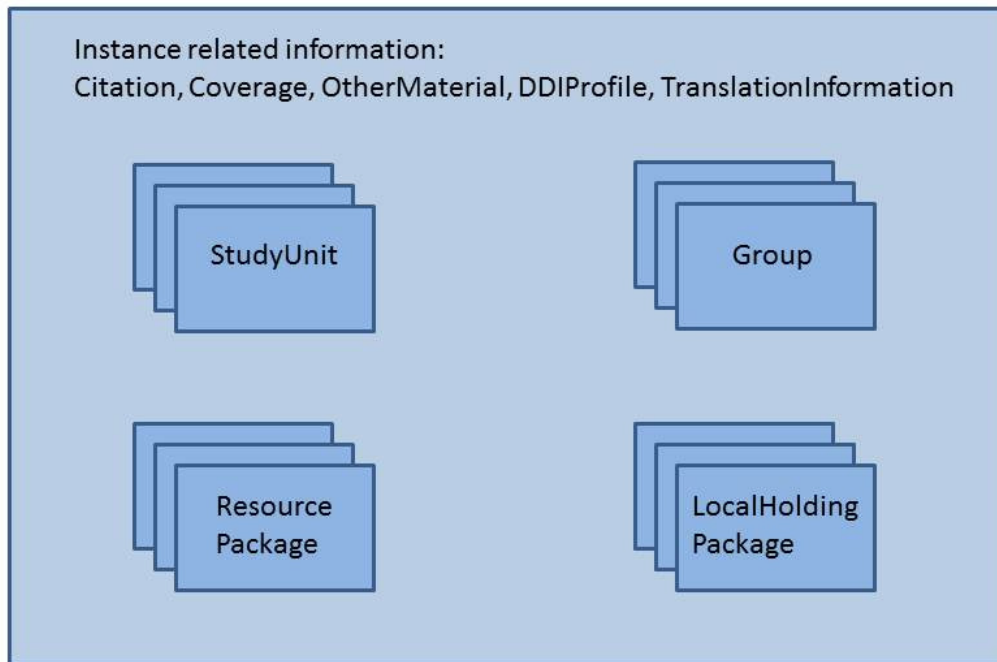 Instance related information:
Citation, Coverage, OtherMaterial, DDIProfile, TranslationInformation
StudyUnit
Group
Resource
Package
LocalHolding
Package